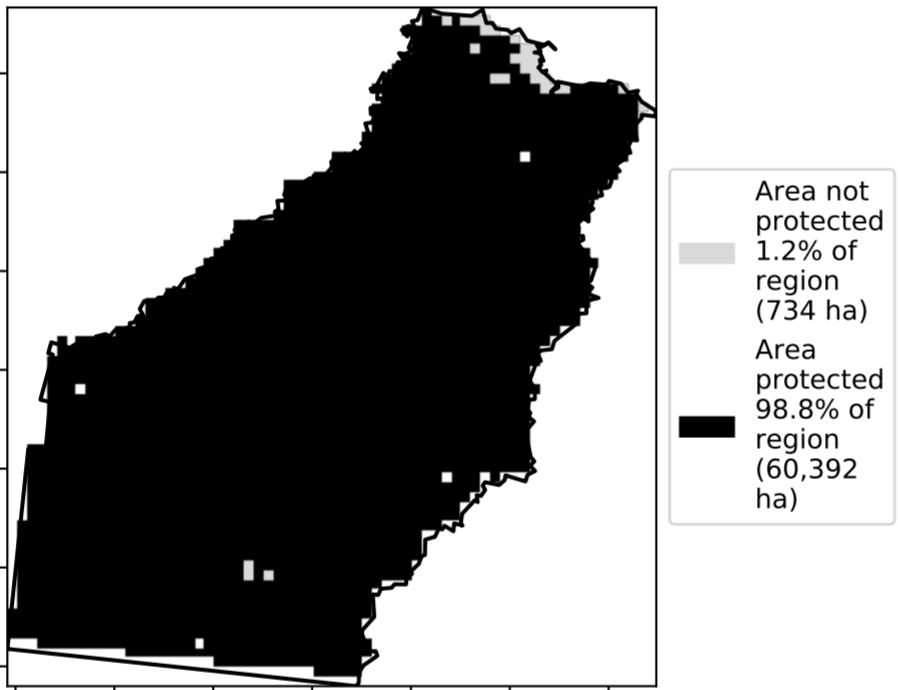 Area not
protected
1.2% of
region
(734 ha)
Area
protected
98.8% of
region
(60,392
ha)